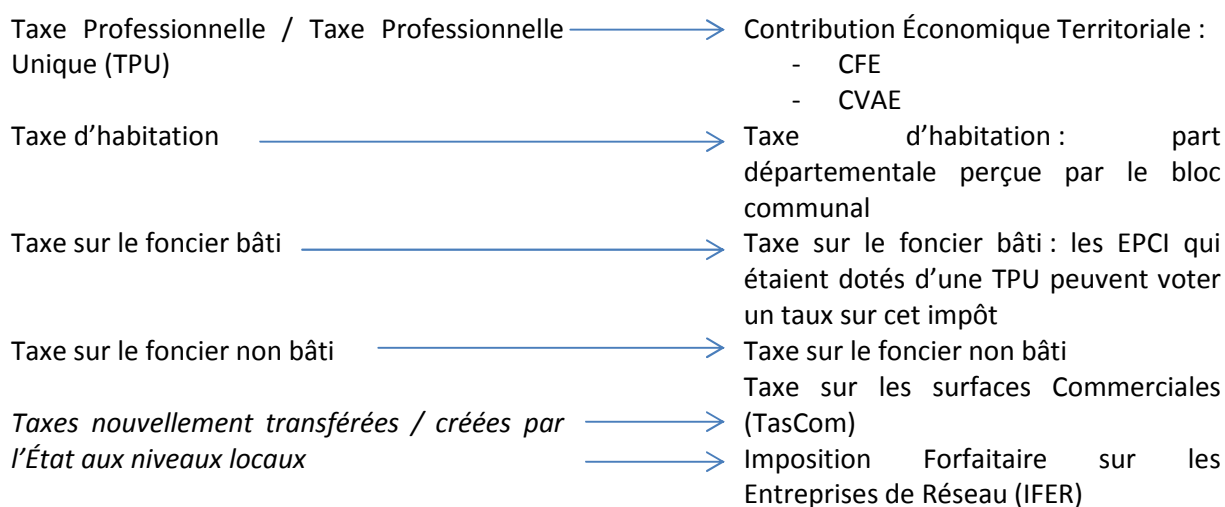 Taxe Professionnelle / Taxe Professionnelle
Unique (TPU)
Contribution Économique Territoriale :
- CFE
- CVAE
Taxe d’habitation
Taxe d’habitation : part
départementale perçue par le bloc
communal
Taxe sur le foncier bâti
Taxe sur le foncier bâti : les EPCI qui
étaient dotés d’une TPU peuvent voter
un taux sur cet impôt
Taxe sur le foncier non bâti
Taxe sur le foncier non bâti
Taxes nouvellement transférées / créées par
l’État aux niveaux locaux
Taxe sur les surfaces Commerciales
(TasCom)
Imposition Forfaitaire sur les
Entreprises de Réseau (IFER)